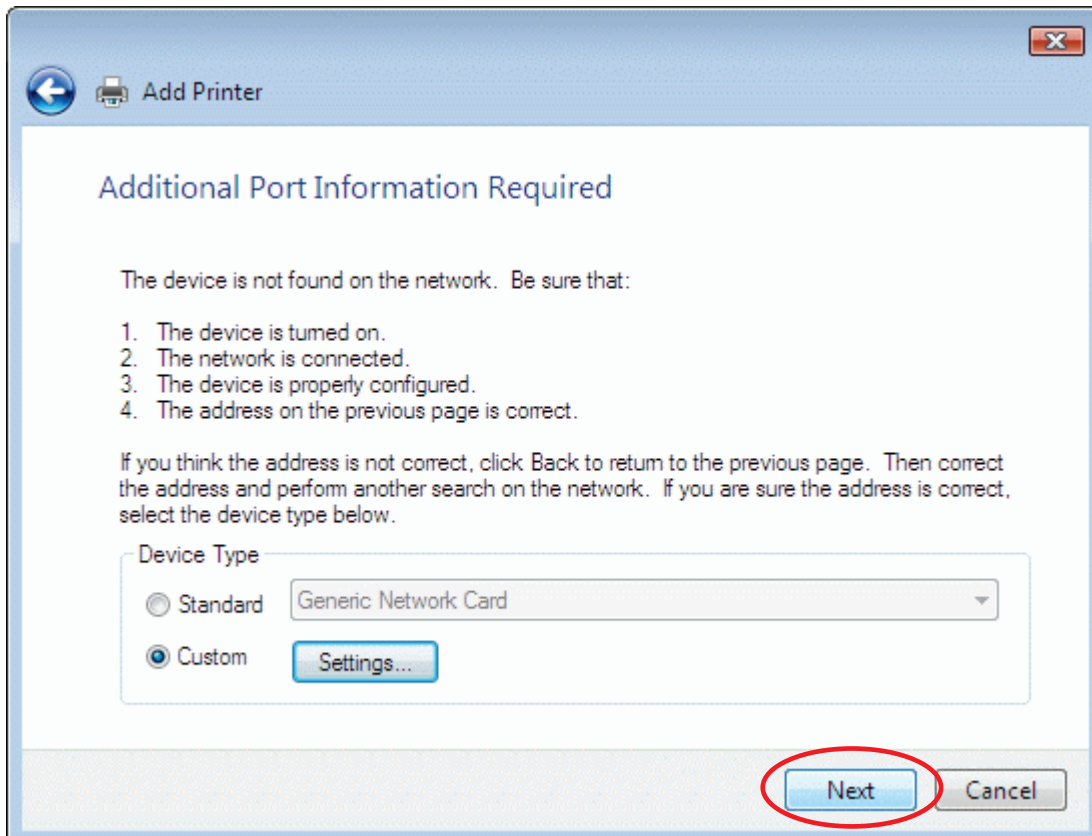 Add Printer
Additional Port Information Required
The device is not found on the network. Be sure that:
1. The device is turned on.
2. The network is connected.
3. The device is properly configured.
4. The address on the previous page is correct.
If you think the address is not correct, click Back to return to the previous page. Then correct
the address and perform another search on the network. If you are sure the address is correct,
select the device type below.
Device Type
Standard Generic Network Card
Custom Settings...
Next Cancel